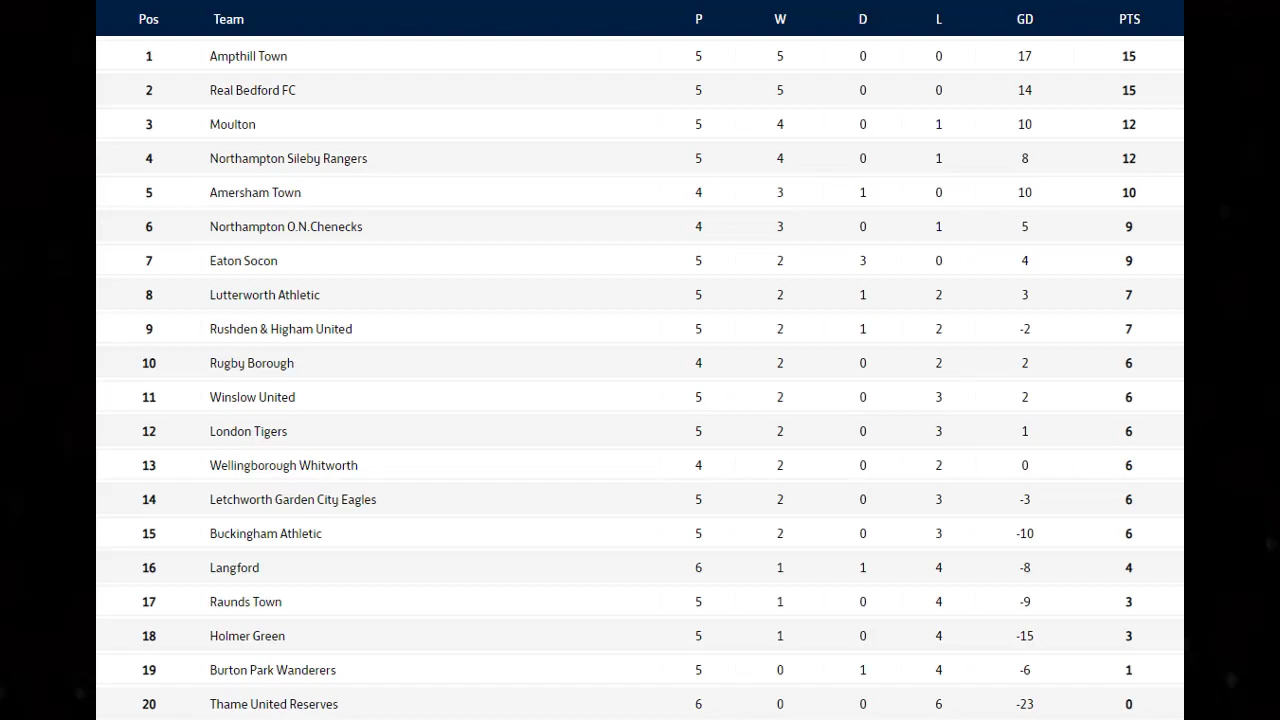 Pos Team P W D L GD PTS
1 Ampthill Town 5 5 0 0 17 15
2 Real Bedford FC 5 5 0 0 14 15
3 Moulton 5 4 0 1 10 12
4 Northampton Sileby Rangers 5 4 0 1 8 12
5 Amersham Town 4 3 1 0 10 10
6 Northampton O.N.Chenecks 4 3 0 1 5 9
7 Eaton Socon 5 2 3 0 4 9
8 Lutterworth Athletic 5 2 1 2 3 7
9 Rushden & Higham United 5 2 1 2 -2 7
10 Rugby Borough 4 2 0 2 2 6
11 Winslow United 5 2 0 3 2 6
12 London Tigers 5 2 0 3 1 6
13 Wellingborough Whitworth 4 2 0 2 0 6
14 Letchworth Garden City Eagles 5 2 0 3 -3 6
15 Buckingham Athletic 5 2 0 3 -10 6
16 Langford 6 1 1 4 -8 4
17 Raunds Town 5 1 0 4 -9 3
18 Holmer Green 5 1 0 4 -15 3
19 Burton Park Wanderers 5 0 1 4 -6 1
20 Thame United Reserves 6 0 0 6 -23 0